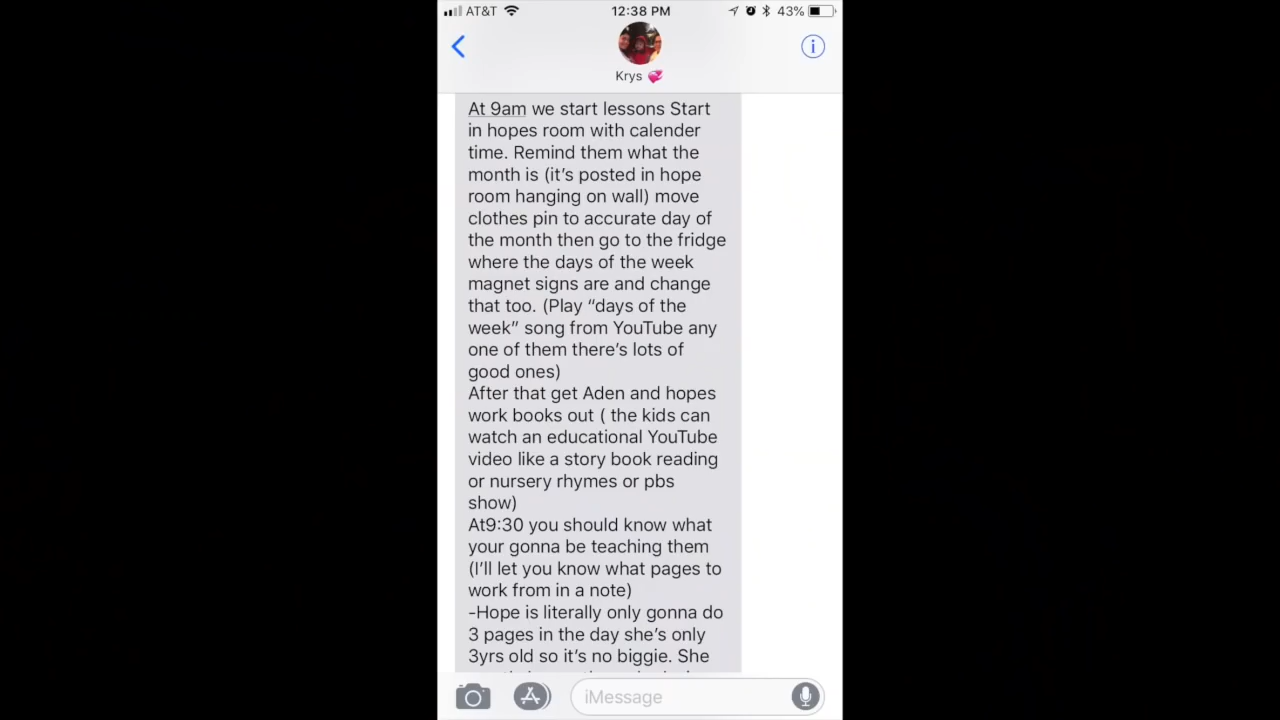 AT&T
12:38 PM
43%
Krys
At 9am we start lessons Start
in hopes room with calender
time. Remind them what the
month is (it's posted in hope
room hanging on wall) move
clothes pin to accurate day of
the month then go to the fridge
where the days of the week
magnet signs are and change
that too. (Play “days of the
week” song from YouTube any
one of them there's lots of
good ones)
After that get Aden and hopes
work books out ( the kids can
watch an educational YouTube
video like a story book reading
or nursery rhymes or pbs
show)
At9:30 you should know what
your gonna be teaching them
(I'll let you know what pages to
work from in a note)
-Hope is literally only gonna do
3 pages in the day she's only
3yrs old so it's no biggie. She
iMessage